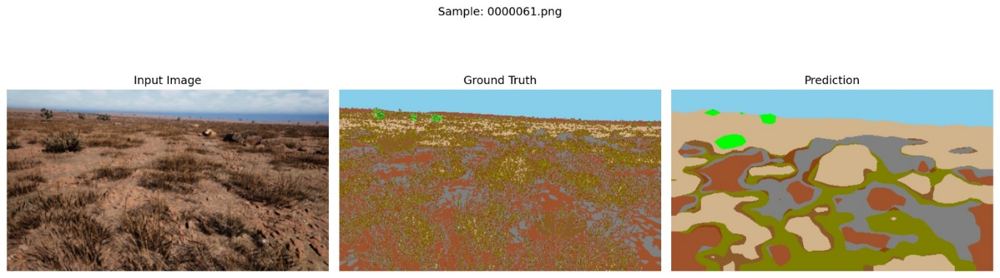 Sample: 0000061.png
Input Image
Ground Truth
Prediction